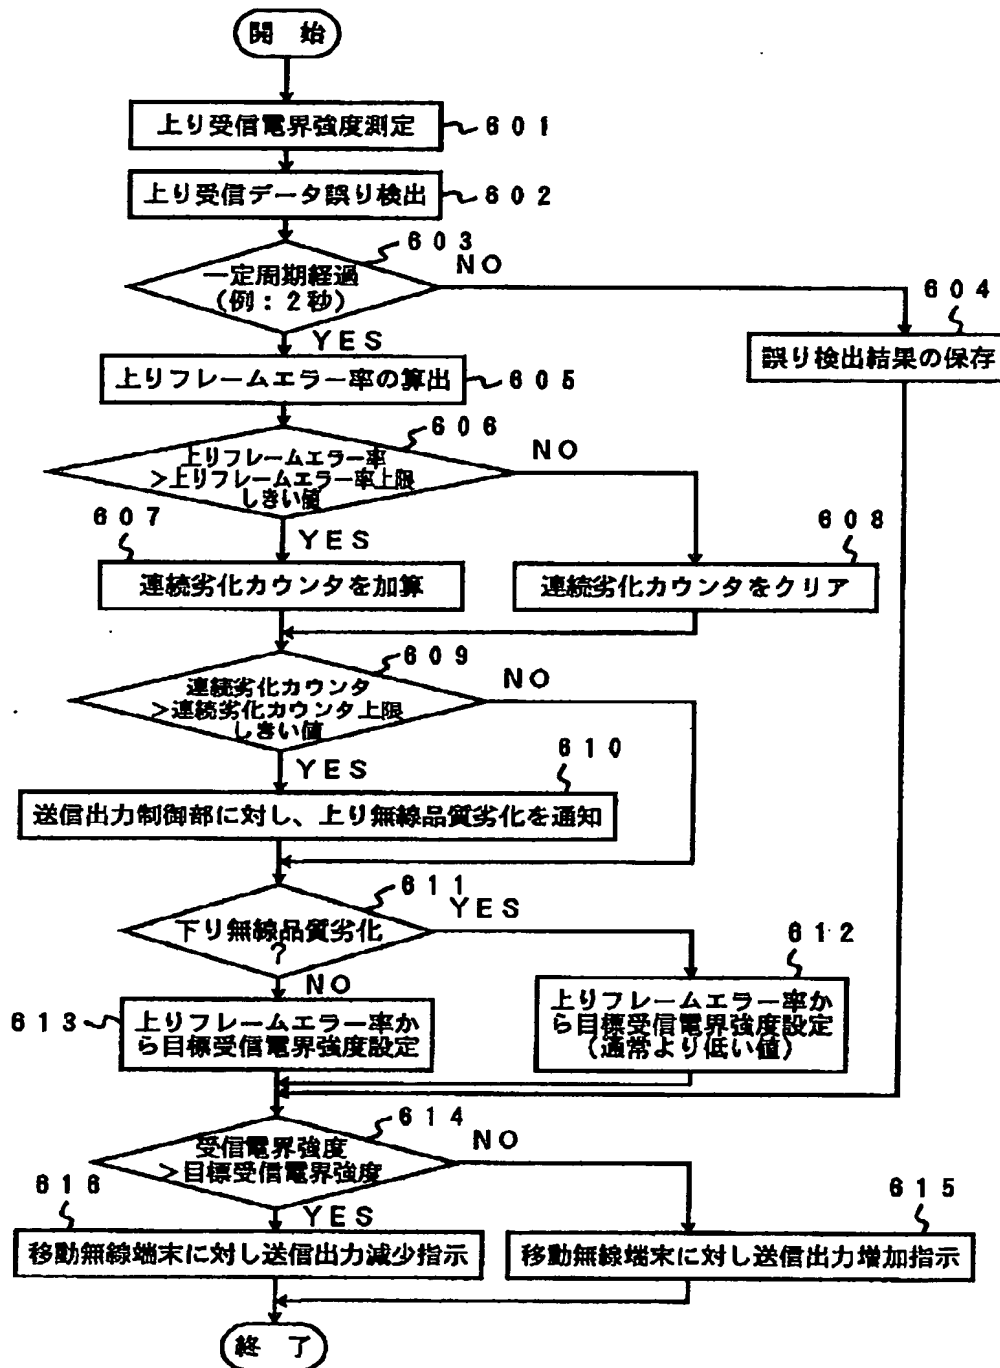 開 始
上り受信電界強度測定
601
上り受信データ誤り検出
602
603
一定周期経過
(例:2秒)
NO
YES
604
誤り検出結果の保存
上りフレームエラー率の算出
605
606
上りフレームエラー率
>上りフレームエラー率上限
しきい値
NO
YES
607
連続劣化カウンタを加算
608
連続劣化カウンタをクリア
609
連続劣化カウンタ
>連続劣化カウンタ上限
しきい値
NO
YES
610
送信出力制御部に対し、上り無線品質劣化を通知
611
下り無線品質劣化
?
YES
NO
612
上りフレームエラー率か
ら目標受信電界強度設定
(通常より低い値)
613
上りフレームエラー率か
ら目標受信電界強度設定
614
受信電界強度
>目標受信電界強度
NO
YES
616
移動無線端末に対し送信出力減少指示
615
移動無線端末に対し送信出力増加指示
終 了